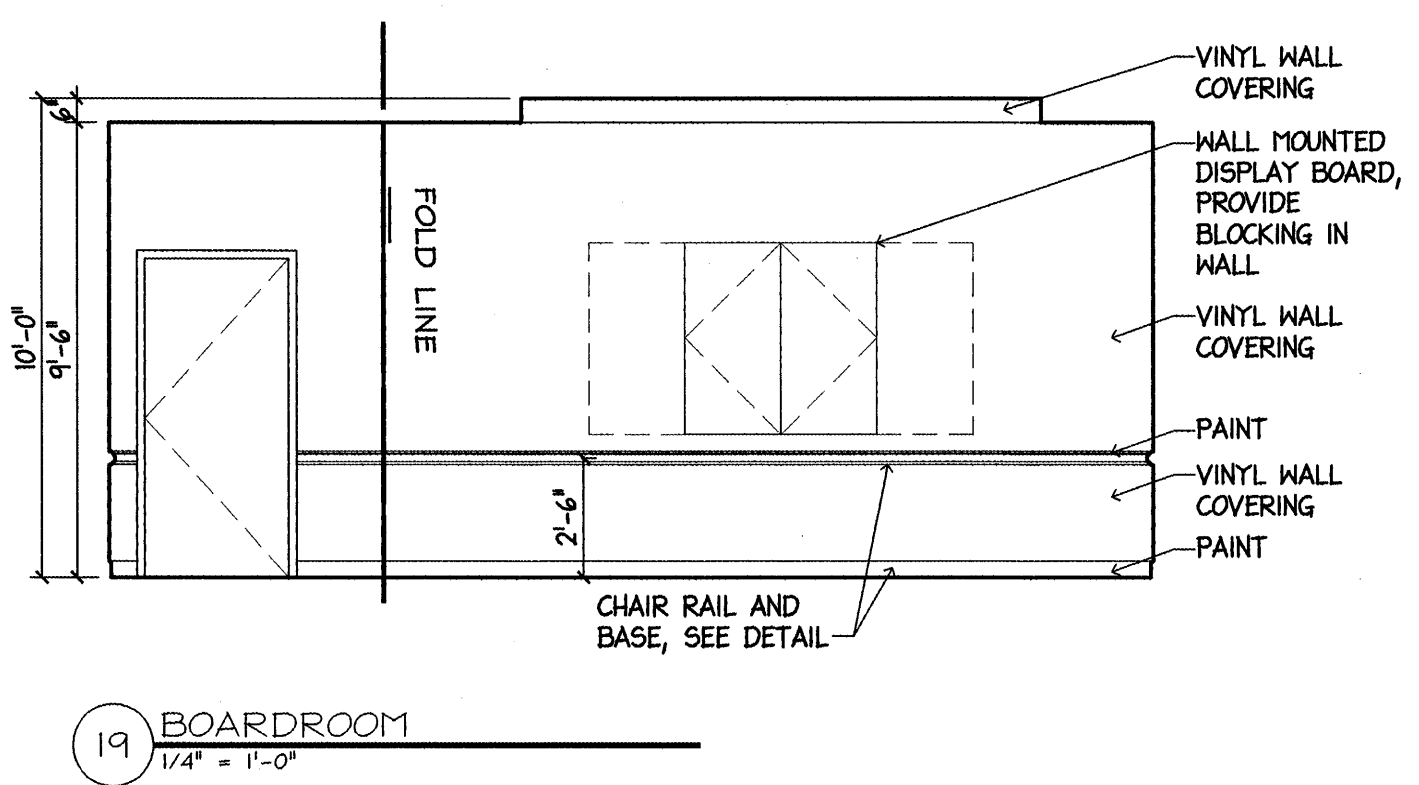 VINYL WALL
COVERING
WALL MOUNTED
DISPLAY BOARD,
PROVIDE
BLOCKING IN
WALL
VINYL WALL
COVERING
PAINT
VINYL WALL
COVERING
PAINT
6"
10'-0"
9'-6"
FOLD LINE
2'-6"
CHAIR RAIL AND
BASE, SEE DETAIL
19
BOARDROOM
1/4" = 1'-0"